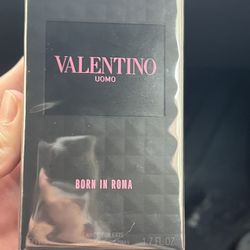 VALENTINO
UOMO
BORN IN ROMA
1.7 FL OZ